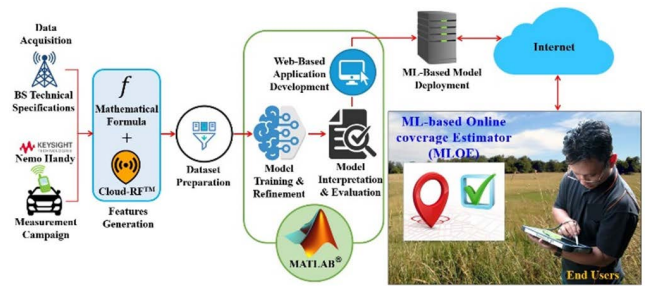 Data
Acquisition
BS Technical
Specifications
KEYSIGHT
TECHNOLOGIES
Nemo Handy
Measurement
Campaign
f
Mathematical
Formula
+
Cloud-RF™
Features
Generation
Dataset
Preparation
Web-Based
Application
Development
Model
Training &
Refinement
Model
Interpretation
& Evaluation
MATLAB®
ML-Based Model
Deployment
Internet
ML-based Online
coverage Estimator
(MLOE)
End Users